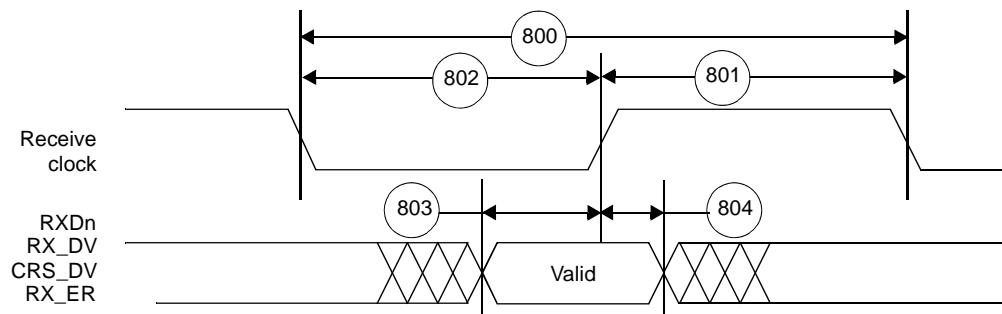 800
802
801
Receive
clock
803
804
RXDn
RX_DV
CRS_DV
RX_ER
Valid